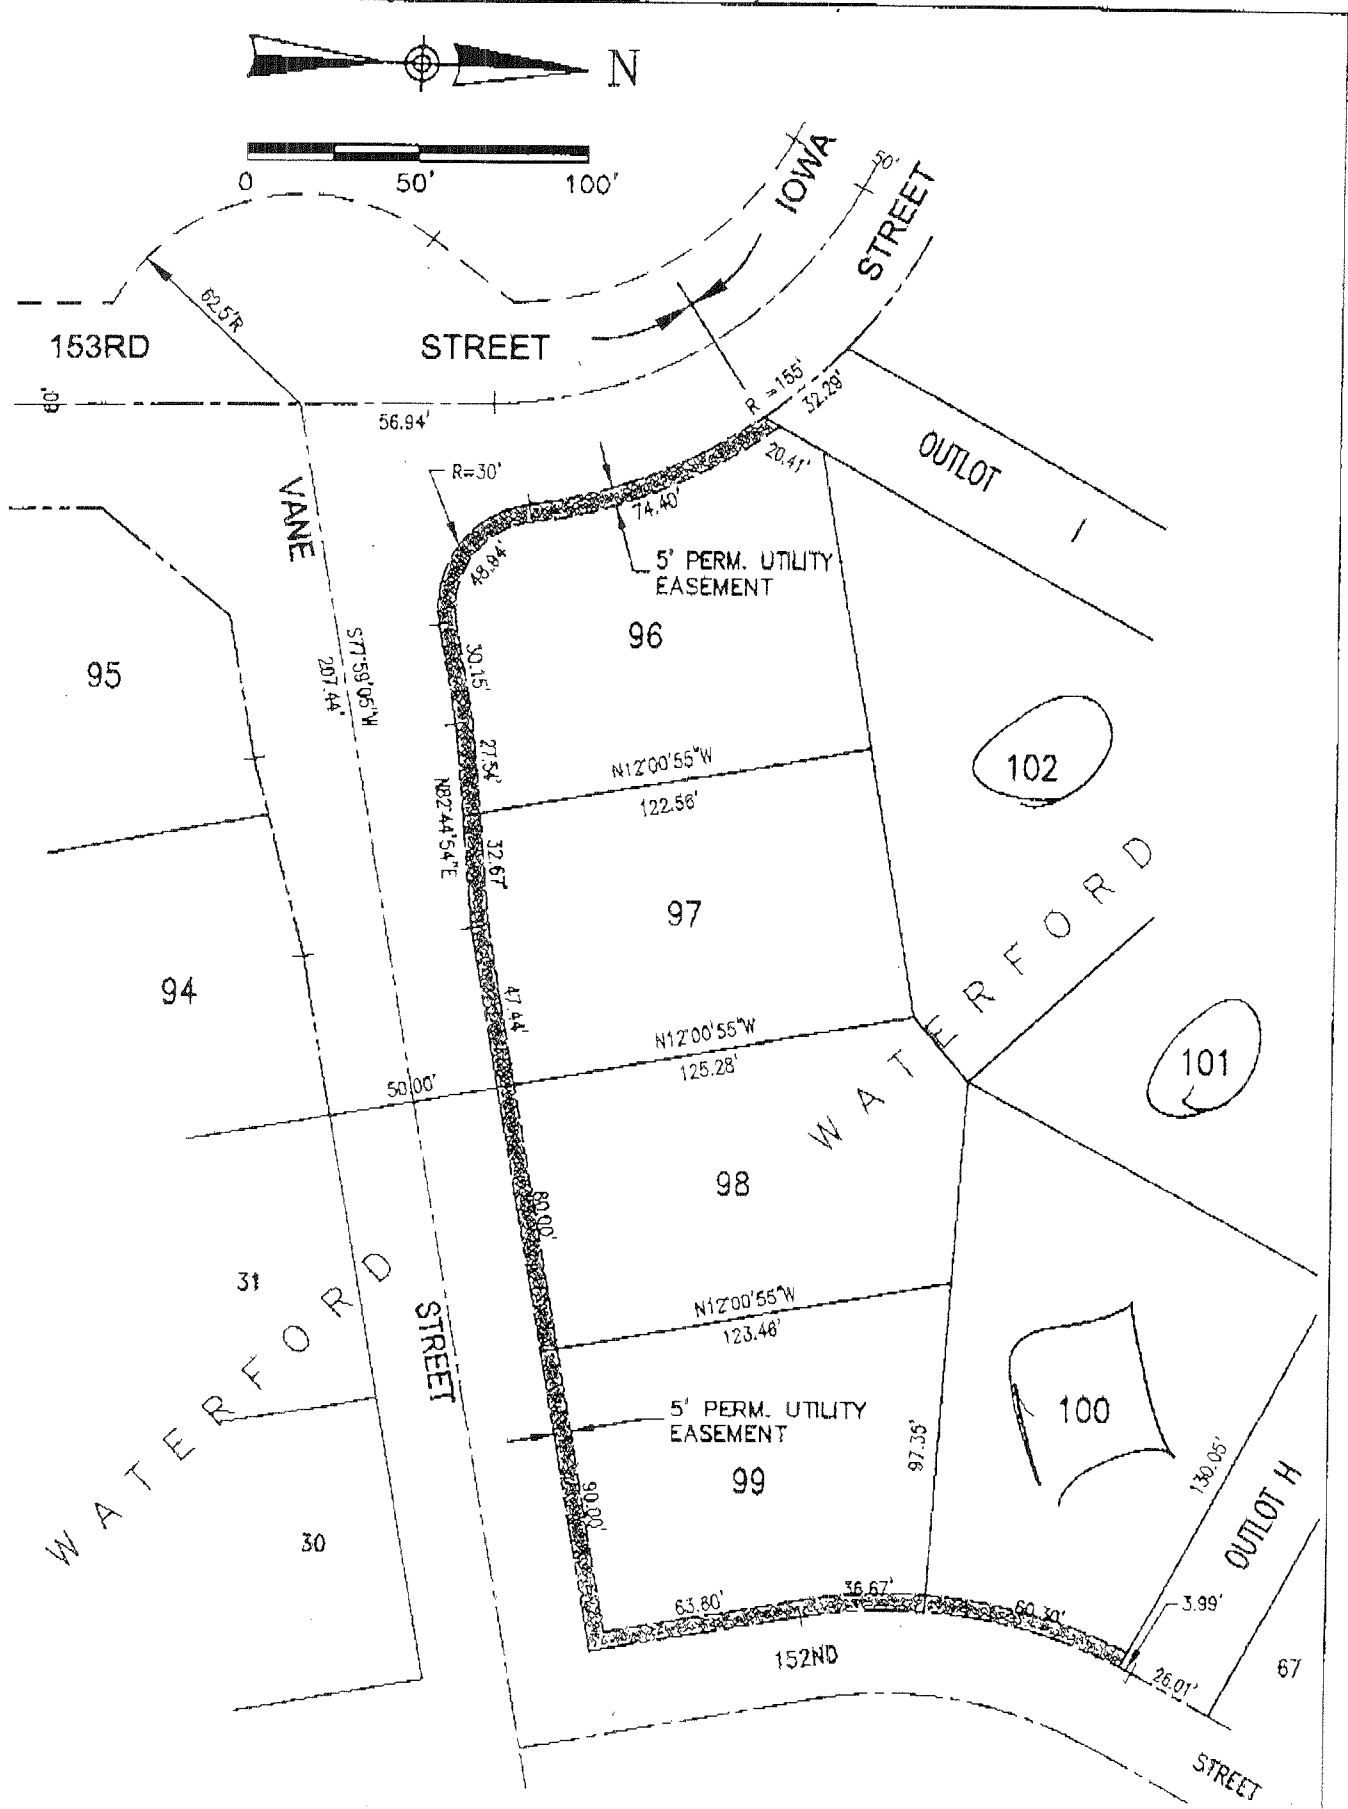 N
0 50' 100'
IOWA
STREET
50'
62.5'R
153RD STREET
60'
56.94'
R =155'
32.29'
20.41'
OUTLOT I
R=30'
74.40'
48.94'
VANE
5' PERM. UTILITY
EASEMENT
96
95
S77°59'05"W
207.44'
30.15'
27.54'
N82°44'54"E
N12°00'55"W
122.56'
102
32.67'
97
94
47.44'
N12°00'55"W
125.28'
50.00'
WATERFORD
101
98
80.00'
31
WATERFORD
STREET
N12°00'55"W
123.46'
5' PERM. UTILITY
EASEMENT
99
97.35'
100
130.05'
OUTLOT H
90.00'
30
63.60'
36.67'
60.30'
3.99'
152ND
26.01'
67
STREET